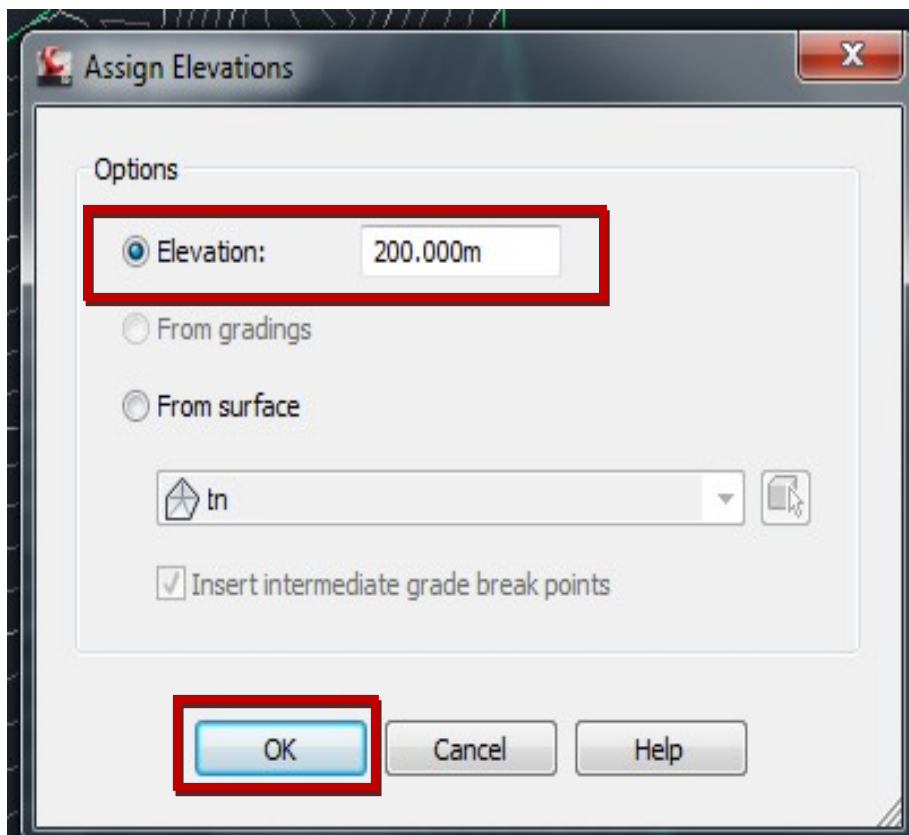 Assign Elevations
Options
Elevation: 200.000m
From gradings
From surface
tn
Insert intermediate grade break points
OK Cancel Help